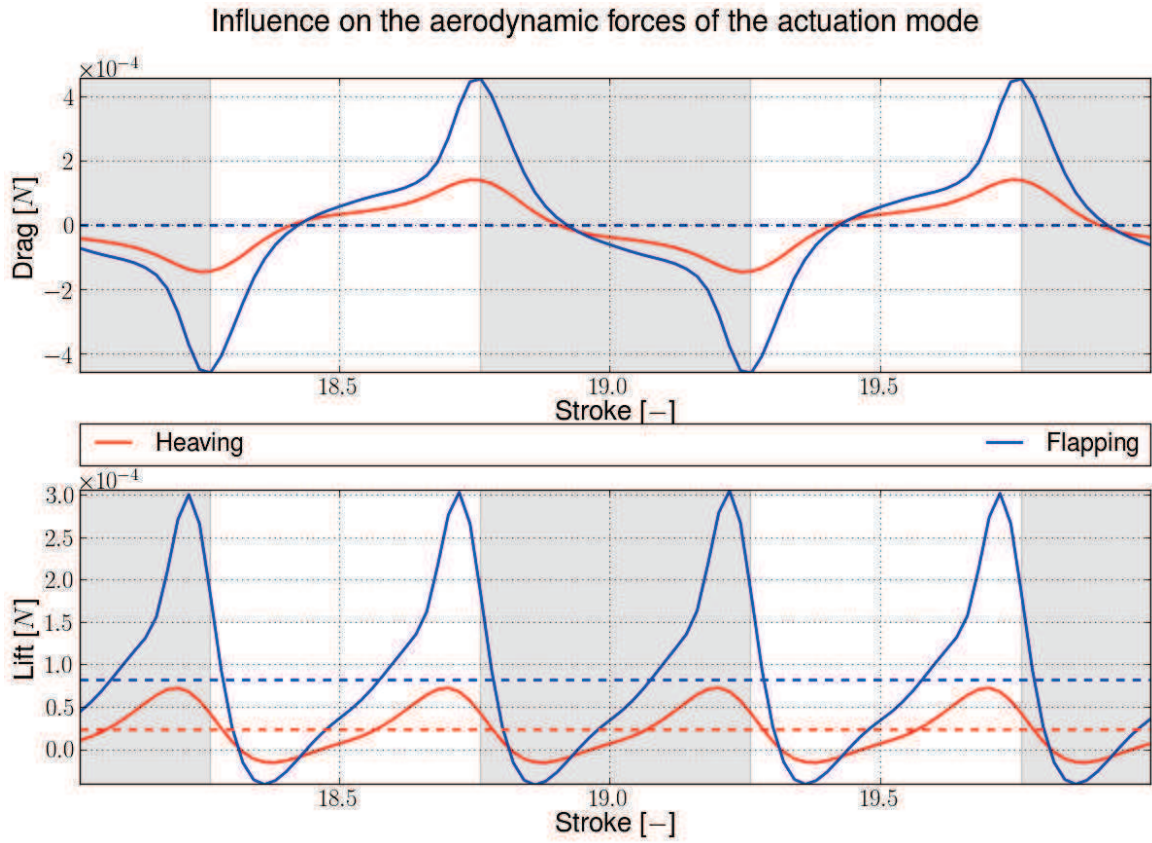 Influence on the aerodynamic forces of the actuation mode
×10⁻⁴
4
2
0
−2
−4
Drag [N]
18.5 19.0 19.5
Stroke [−]
Heaving Flapping
×10⁻⁴
3.0
2.5
2.0
1.5
1.0
0.5
0.0
Lift [N]
18.5 19.0 19.5
Stroke [−]